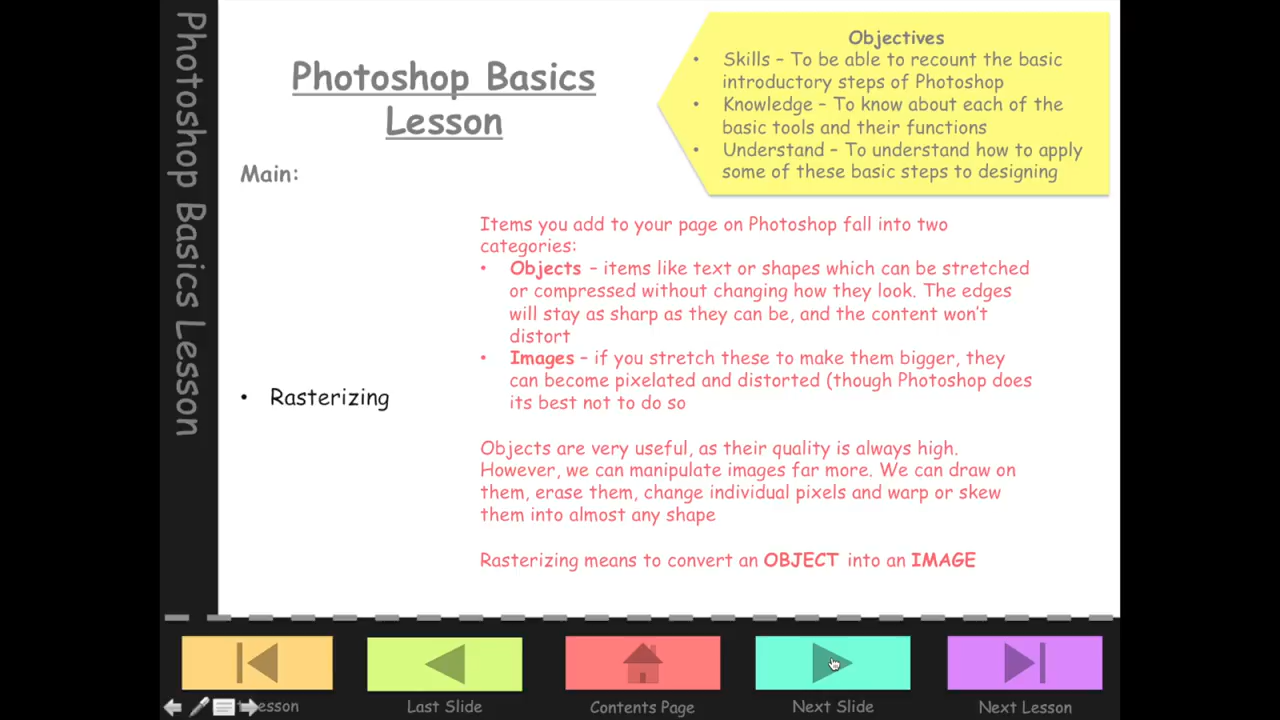 Photoshop Basics Lesson
Photoshop Basics
Lesson
Objectives
• Skills – To be able to recount the basic
introductory steps of Photoshop
• Knowledge – To know about each of the
basic tools and their functions
• Understand – To understand how to apply
some of these basic steps to designing
Main:
• Rasterizing
Items you add to your page on Photoshop fall into two
categories:
• Objects – items like text or shapes which can be stretched
or compressed without changing how they look. The edges
will stay as sharp as they can be, and the content won't
distort
• Images – if you stretch these to make them bigger, they
can become pixelated and distorted (though Photoshop does
its best not to do so
Objects are very useful, as their quality is always high.
However, we can manipulate images far more. We can draw on
them, erase them, change individual pixels and warp or skew
them into almost any shape
Rasterizing means to convert an OBJECT into an IMAGE
Lesson
Last Slide
Contents Page
Next Slide
Next Lesson